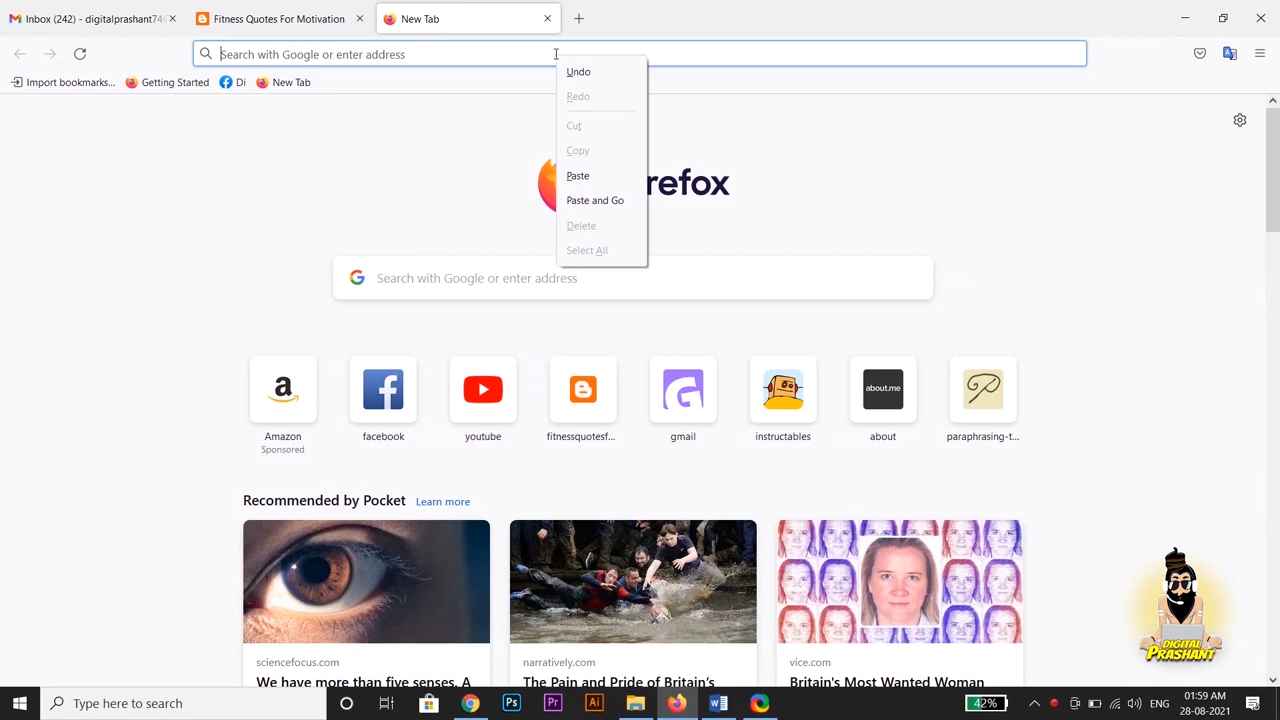 Inbox (242) - digitalprashant740
Fitness Quotes For Motivation
New Tab
Search with Google or enter address
Import bookmarks...
Getting Started
Di
New Tab
Undo
Redo
Cut
Copy
Paste
Paste and Go
Delete
Select All
refox
Search with Google or enter address
a
about.me
Amazon
Sponsored
facebook
youtube
fitnessquotesf...
gmail
instructables
about
paraphrasing-t...
Recommended by Pocket
Learn more
sciencefocus.com
We have more than five senses. A
narratively.com
The Pain and Pride of Britain's
vice.com
Britain's Most Wanted Woman
DIGITAL
PRASHANT
Type here to search
Ps
Pr
Ai
42%
ENG
01:59 AM
28-08-2021